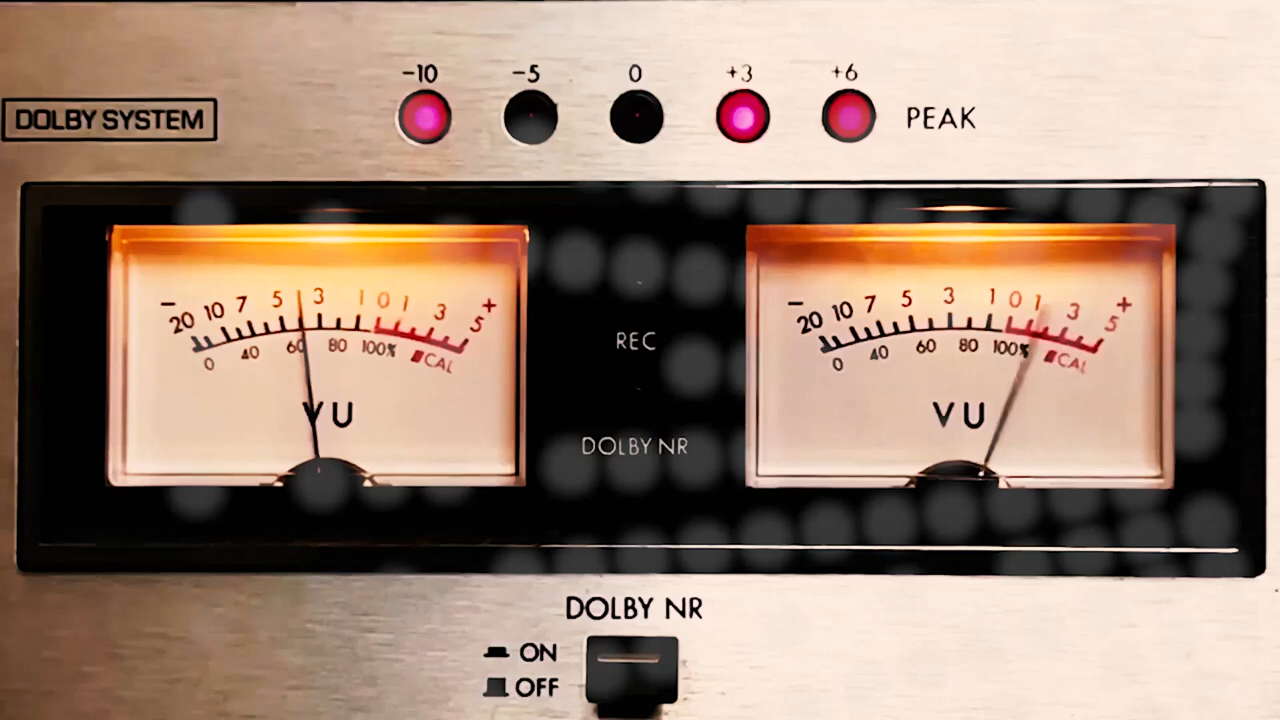 -10 -5 0 +3 +6
DOLBY SYSTEM
PEAK
- 20 10 7 5 3 1 0 1 3 5 +
0 40 60 80 100% CAL
VU
REC
DOLBY NR
- 20 10 7 5 3 1 0 1 3 5 +
0 40 60 80 100% CAL
VU
DOLBY NR
ON
OFF